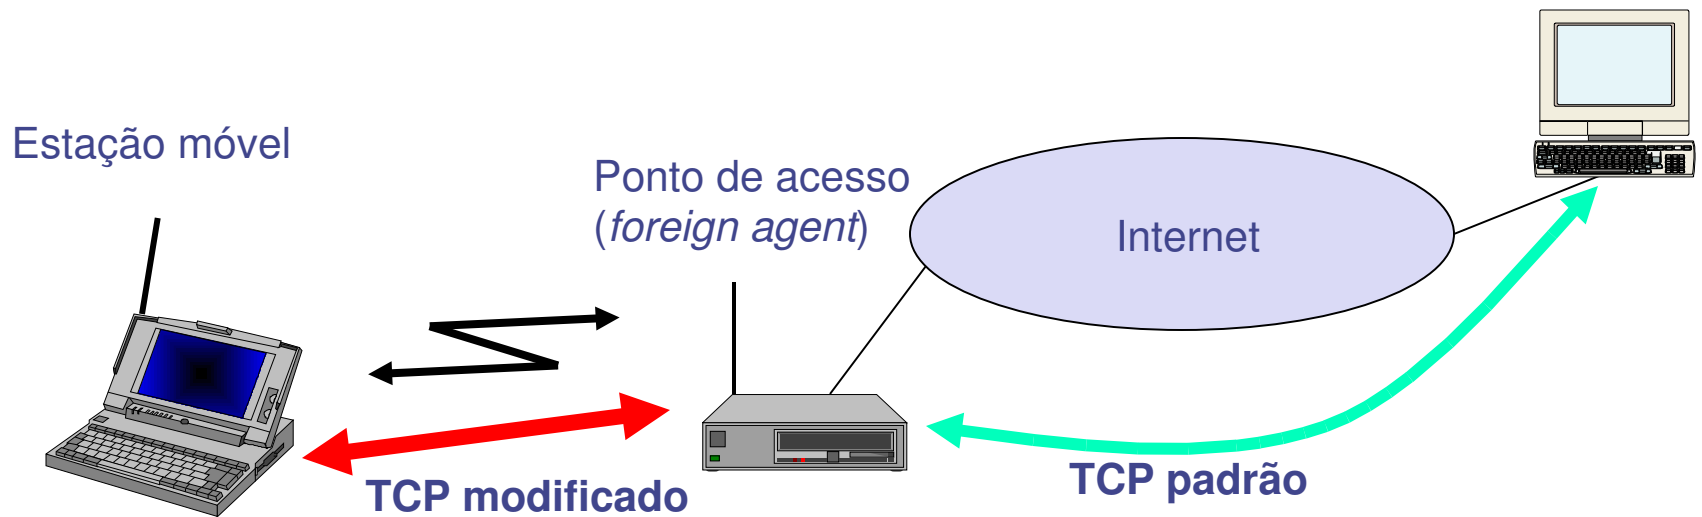 Estação móvel
Ponto de acesso
(foreign agent)
Internet
TCP modificado
TCP padrão